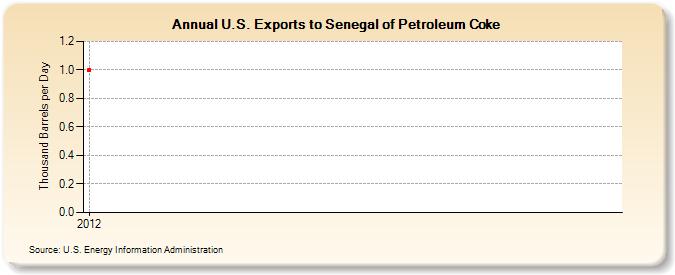 Annual U.S. Exports to Senegal of Petroleum Coke
Thousand Barrels per Day
1.2
1.0
0.8
0.6
0.4
0.2
0.0
2012
Source: U.S. Energy Information Administration